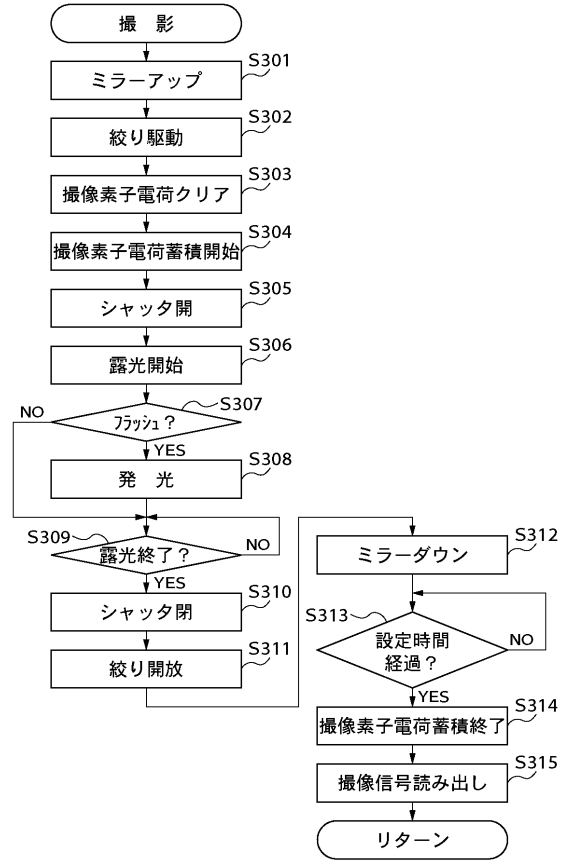 撮 影
S301
ミラーアップ
S302
絞り駆動
S303
撮像素子電荷クリア
S304
撮像素子電荷蓄積開始
S305
シャッタ開
S306
露光開始
S307
NO
フラッシュ?
YES
S308
発 光
S309
露光終了?
NO
YES
S310
シャッタ閉
S311
絞り開放
S312
ミラーダウン
S313
設定時間
経過?
NO
YES
S314
撮像素子電荷蓄積終了
S315
撮像信号読み出し
リターン